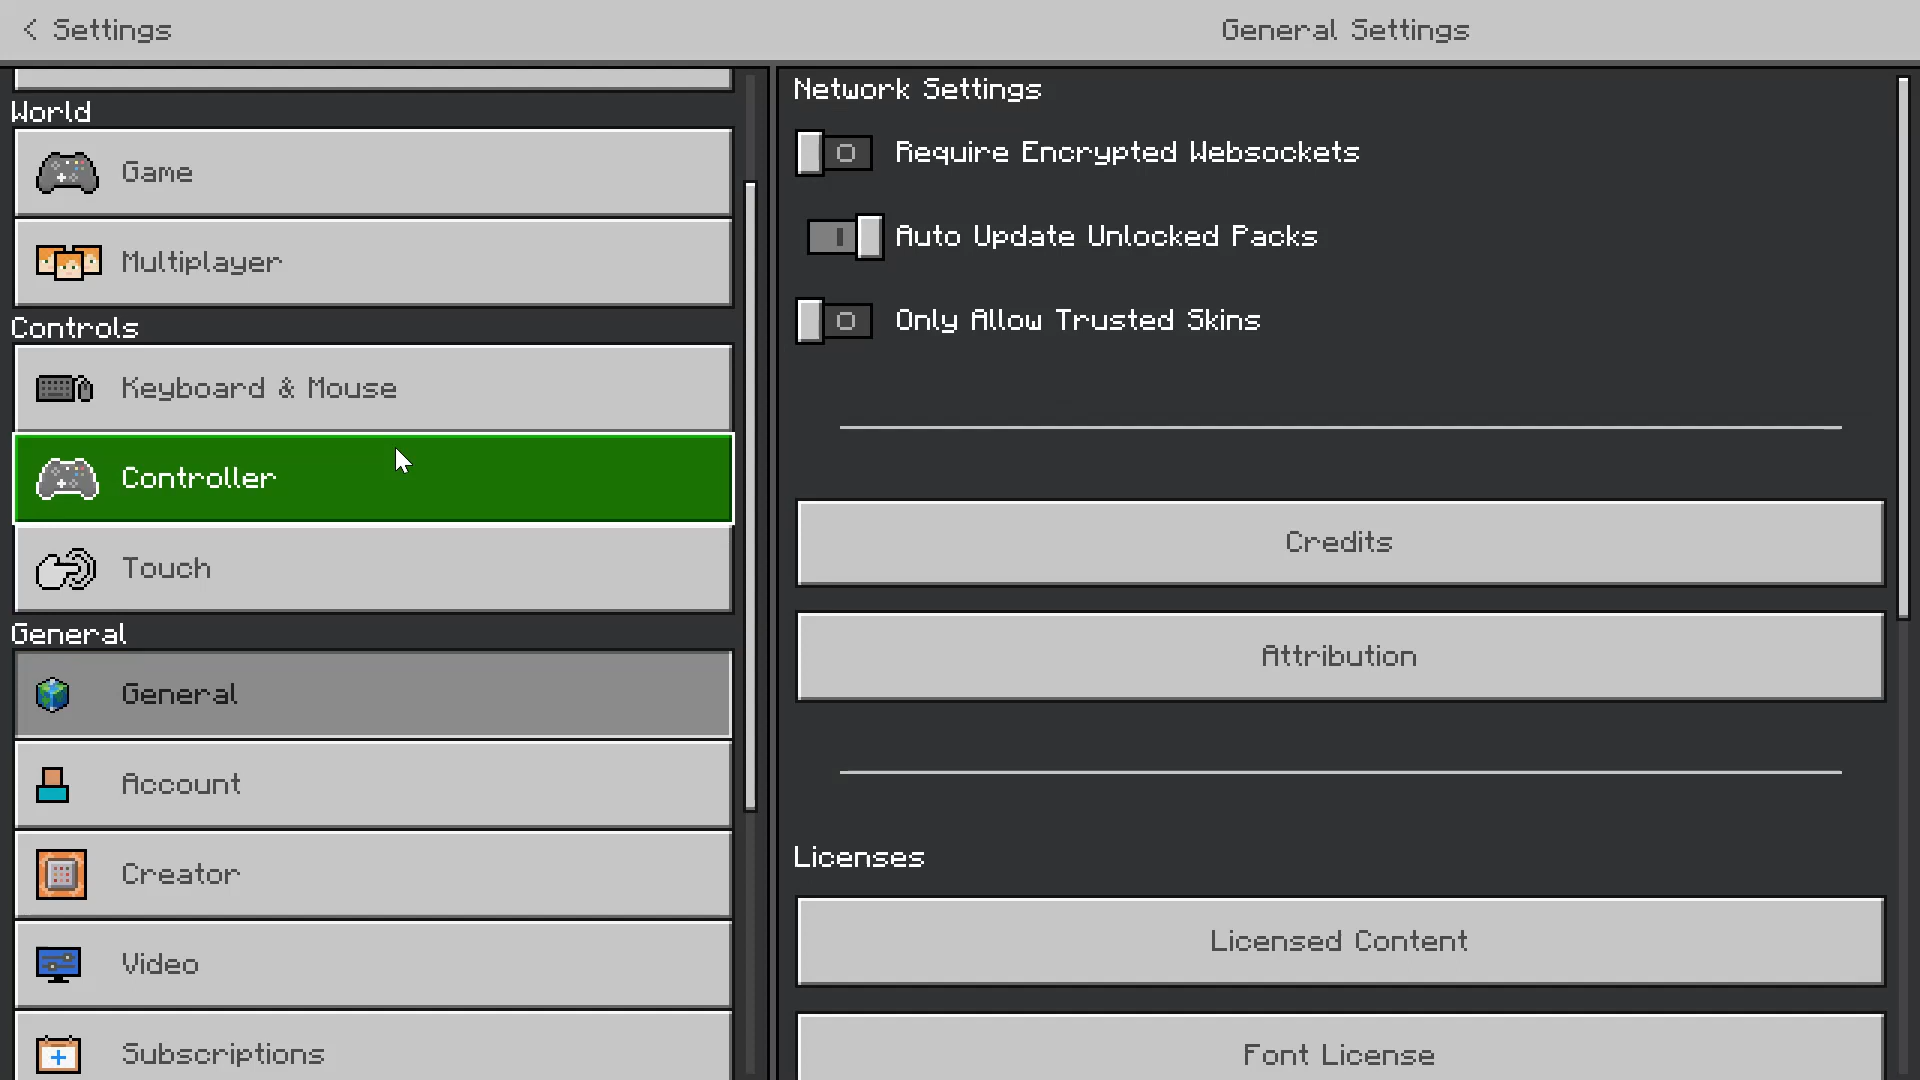 Settings
General Settings
World
Game
Multiplayer
Controls
Keyboard & Mouse
Controller
Touch
General
General
Account
Creator
Video
Subscriptions
Network Settings
Require Encrypted Websockets
Auto Update Unlocked Packs
Only Allow Trusted Skins
Credits
Attribution
Licenses
Licensed Content
Font License